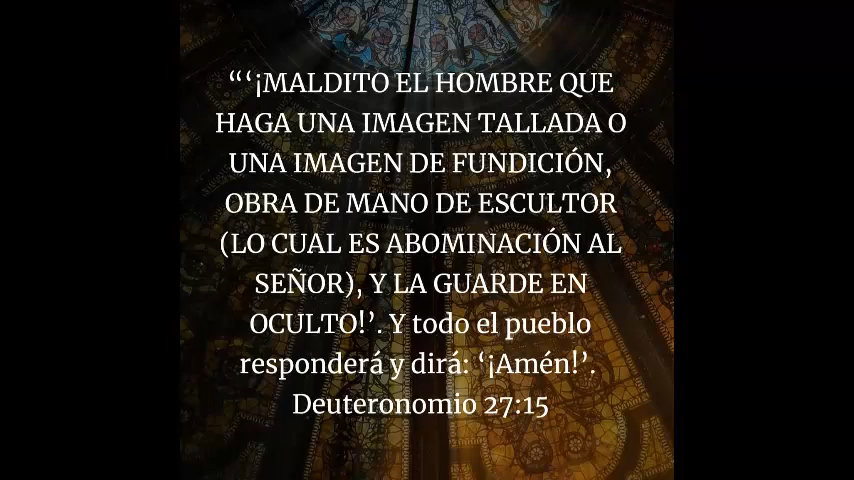 “‘¡MALDITO EL HOMBRE QUE
HAGA UNA IMAGEN TALLADA O
UNA IMAGEN DE FUNDICIÓN,
OBRA DE MANO DE ESCULTOR
(LO CUAL ES ABOMINACIÓN AL
SEÑOR), Y LA GUARDE EN
OCULTO!’. Y todo el pueblo
responderá y dirá: ‘¡Amén!’.
Deuteronomio 27:15